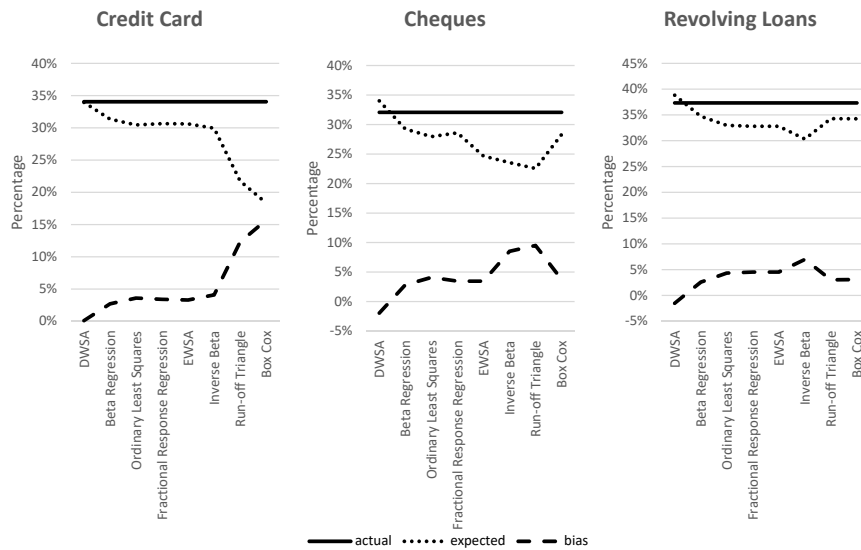 Credit Card
Percentage
40%
35%
30%
25%
20%
15%
10%
5%
0%
DWSA
Beta Regression
Ordinary Least Squares
Fractional Response Regression
EWSA
Inverse Beta
Run-off Triangle
Box Cox
Cheques
Percentage
40%
35%
30%
25%
20%
15%
10%
5%
0%
-5%
DWSA
Beta Regression
Ordinary Least Squares
Fractional Response Regression
EWSA
Inverse Beta
Run-off Triangle
Box Cox
Revolving Loans
Percentage
45%
40%
35%
30%
25%
20%
15%
10%
5%
0%
-5%
DWSA
Beta Regression
Ordinary Least Squares
Fractional Response Regression
EWSA
Inverse Beta
Run-off Triangle
Box Cox
actual
expected
bias